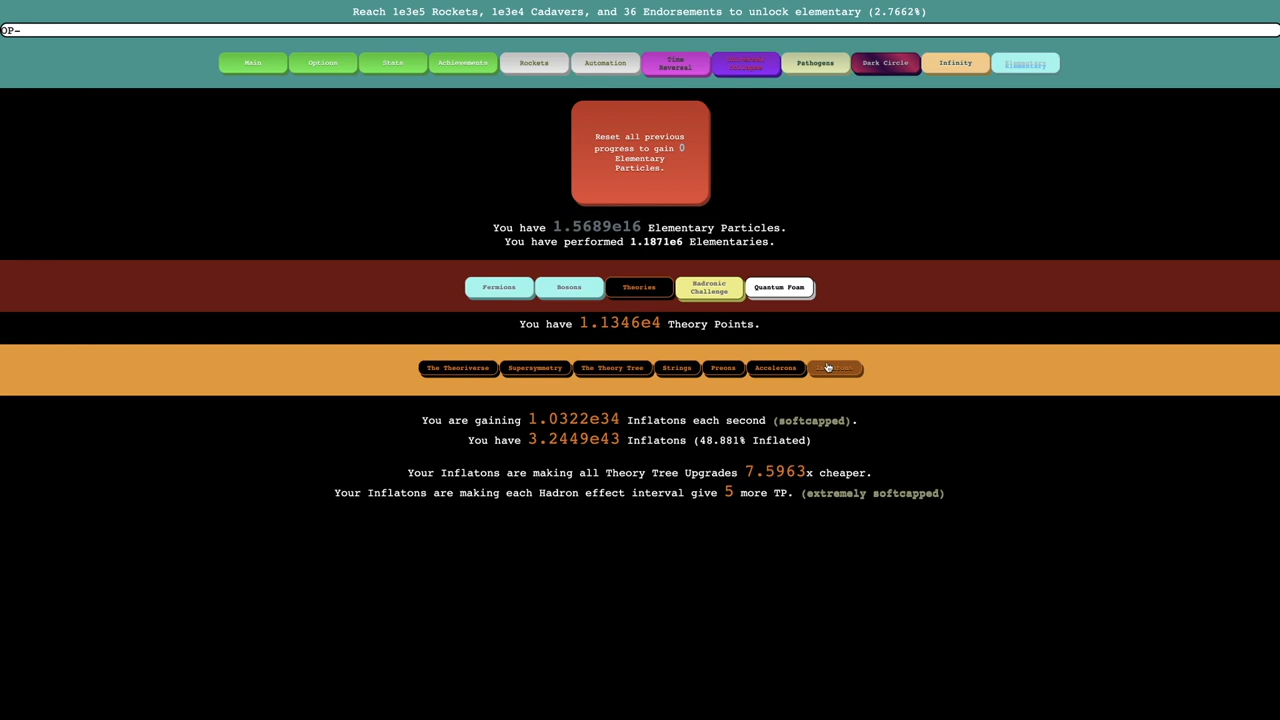 Reach 1e3e5 Rockets, 1e3e4 Cadavers, and 36 Endorsements to unlock elementary (2.7662%)
OP-
Main Options Stats Achievements Rockets Automation Time Reversal Universal Collapse Pathogens Dark Circle Infinity Elementary
Reset all previous
progress to gain 0
Elementary
Particles.
You have 1.5689e16 Elementary Particles.
You have performed 1.1871e6 Elementaries.
Fermions Bosons Theories Hadronic Challenge Quantum Foam
You have 1.1346e4 Theory Points.
The Theoriverse Supersymmetry The Theory Tree Strings Preons Accelerons Inflatons
You are gaining 1.0322e34 Inflatons each second (softcapped).
You have 3.2449e43 Inflatons (48.881% Inflated)
Your Inflatons are making all Theory Tree Upgrades 7.5963x cheaper.
Your Inflatons are making each Hadron effect interval give 5 more TP. (extremely softcapped)